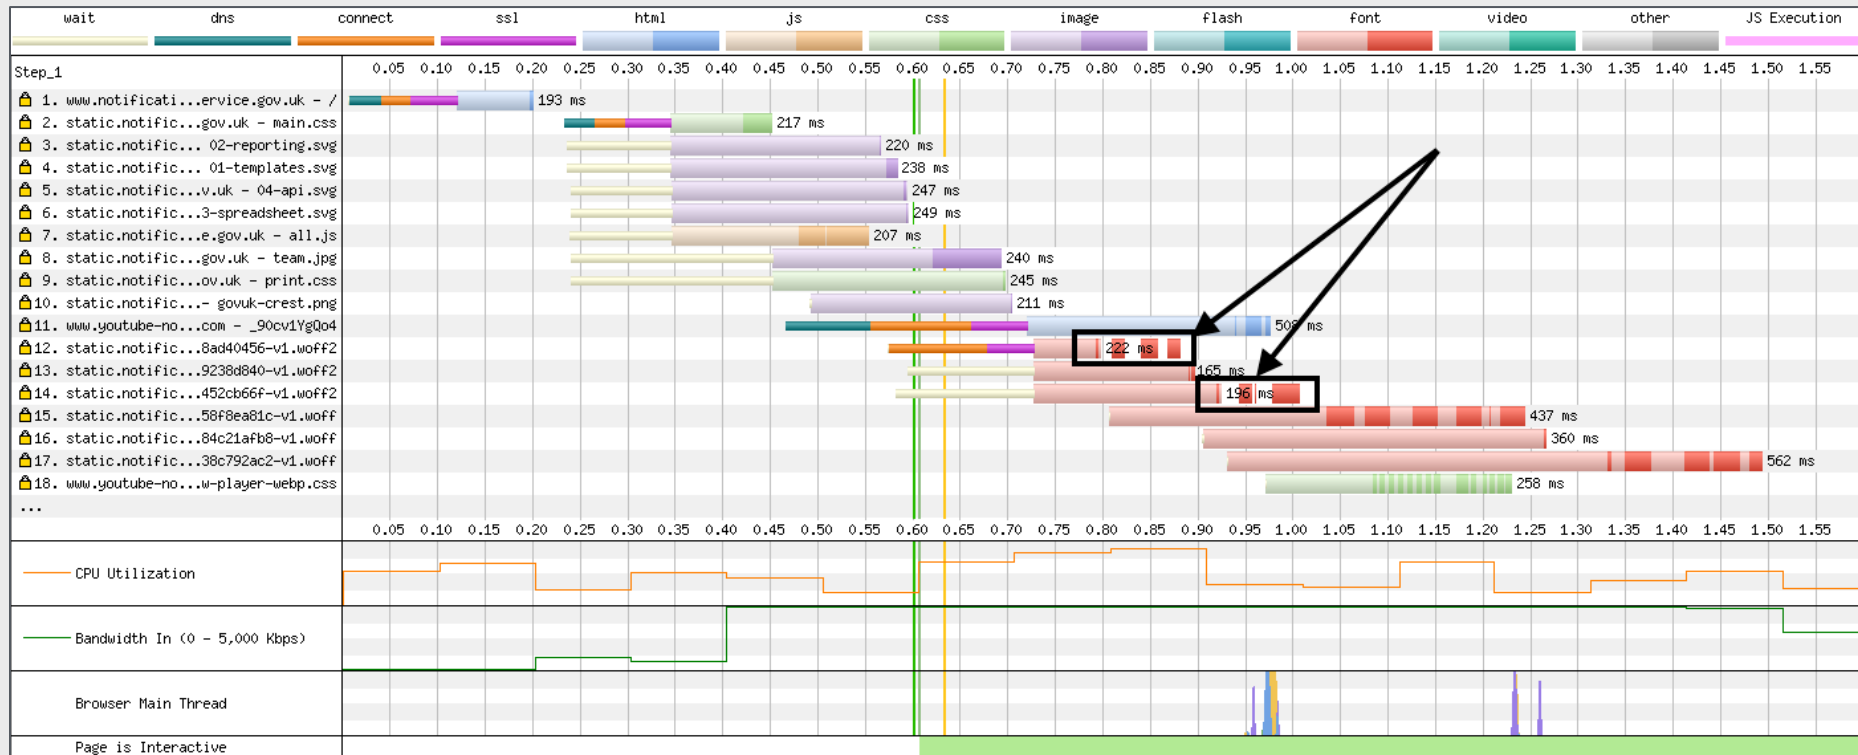 wait dns connect ssl html js css image flash font video other JS Execution
Step_1 0.05 0.10 0.15 0.20 0.25 0.30 0.35 0.40 0.45 0.50 0.55 0.60 0.65 0.70 0.75 0.80 0.85 0.90 0.95 1.00 1.05 1.10 1.15 1.20 1.25 1.30 1.35 1.40 1.45 1.50 1.55
1. www.notificati...ervice.gov.uk - / 193 ms
2. static.notific...gov.uk - main.css 217 ms
3. static.notific... 02-reporting.svg 220 ms
4. static.notific... 01-templates.svg 238 ms
5. static.notific...v.uk - 04-api.svg 247 ms
6. static.notific...3-spreadsheet.svg 249 ms
7. static.notific...e.gov.uk - all.js 207 ms
8. static.notific...gov.uk - team.jpg 240 ms
9. static.notific...ov.uk - print.css 245 ms
10. static.notific...- govuk-crest.png 211 ms
11. www.youtube-no...com - _90cv1YgQo4 ms
12. static.notific...8ad40456-v1.woff2 222 ms
13. static.notific...9238d840-v1.woff2 165 ms
14. static.notific...452cb66f-v1.woff2 196 ms
15. static.notific...58f8ea81c-v1.woff 437 ms
16. static.notific...84c21afb8-v1.woff 360 ms
17. static.notific...38c792ac2-v1.woff 562 ms
18. www.youtube-no...w-player-webp.css 258 ms
...
0.05 0.10 0.15 0.20 0.25 0.30 0.35 0.40 0.45 0.50 0.55 0.60 0.65 0.70 0.75 0.80 0.85 0.90 0.95 1.00 1.05 1.10 1.15 1.20 1.25 1.30 1.35 1.40 1.45 1.50 1.55
CPU Utilization
Bandwidth In (0 - 5,000 Kbps)
Browser Main Thread
Page is Interactive